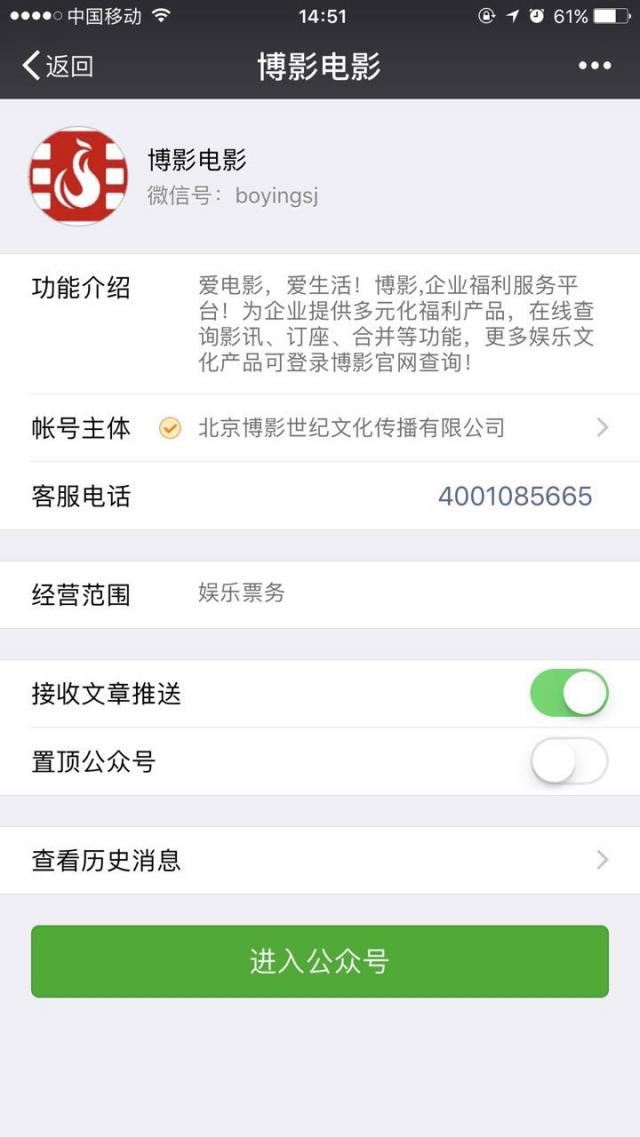 中国移动 14:51 61%
返回 博影电影
博影电影
微信号：boyingsj
功能介绍 爱电影，爱生活！博影,企业福利服务平
台！为企业提供多元化福利产品，在线查
询影讯、订座、合并等功能，更多娱乐文
化产品可登录博影官网查询！
帐号主体 北京博影世纪文化传播有限公司
客服电话 4001085665
经营范围 娱乐票务
接收文章推送
置顶公众号
查看历史消息
进入公众号